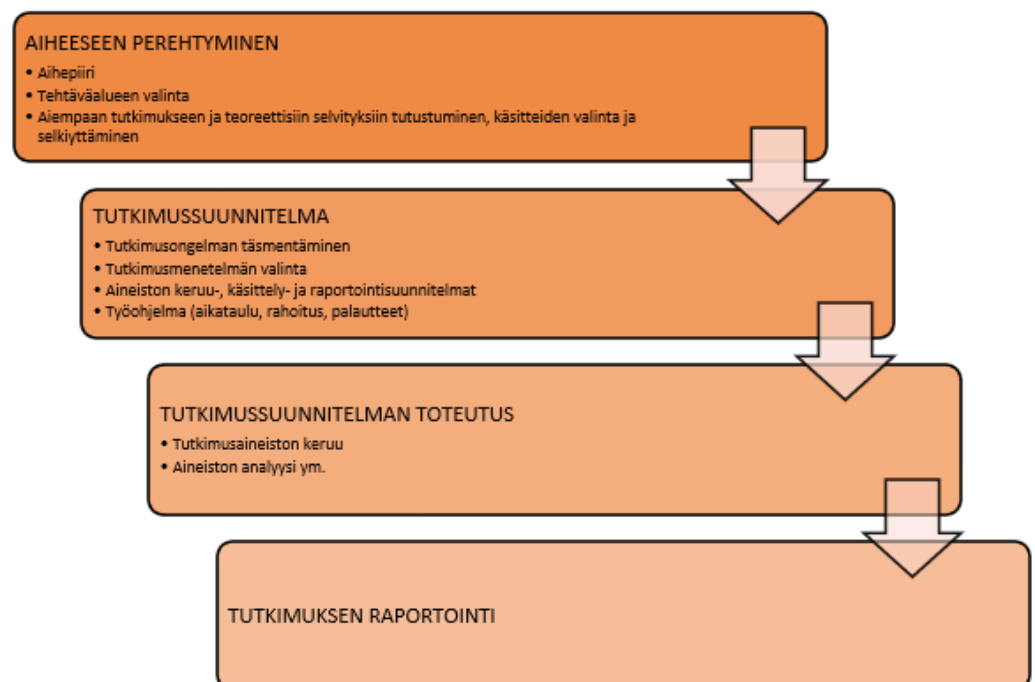 AIHEESEEN PEREHTYMINEN
• Aihepiiri
• Tehtäväalueen valinta
• Aiempaan tutkimukseen ja teoreettisiin selvityksiin tutustuminen, käsitteiden valinta ja
selkiyttäminen
TUTKIMUSSUUNNITELMA
• Tutkimusongelman täsmentäminen
• Tutkimusmenetelmän valinta
• Aineiston keruu-, käsittely- ja raportointisuunnitelmat
• Työohjelma (aikataulu, rahoitus, palautteet)
TUTKIMUSSUUNNITELMAN TOTEUTUS
• Tutkimusaineiston keruu
• Aineiston analyysi ym.
TUTKIMUKSEN RAPORTOINTI